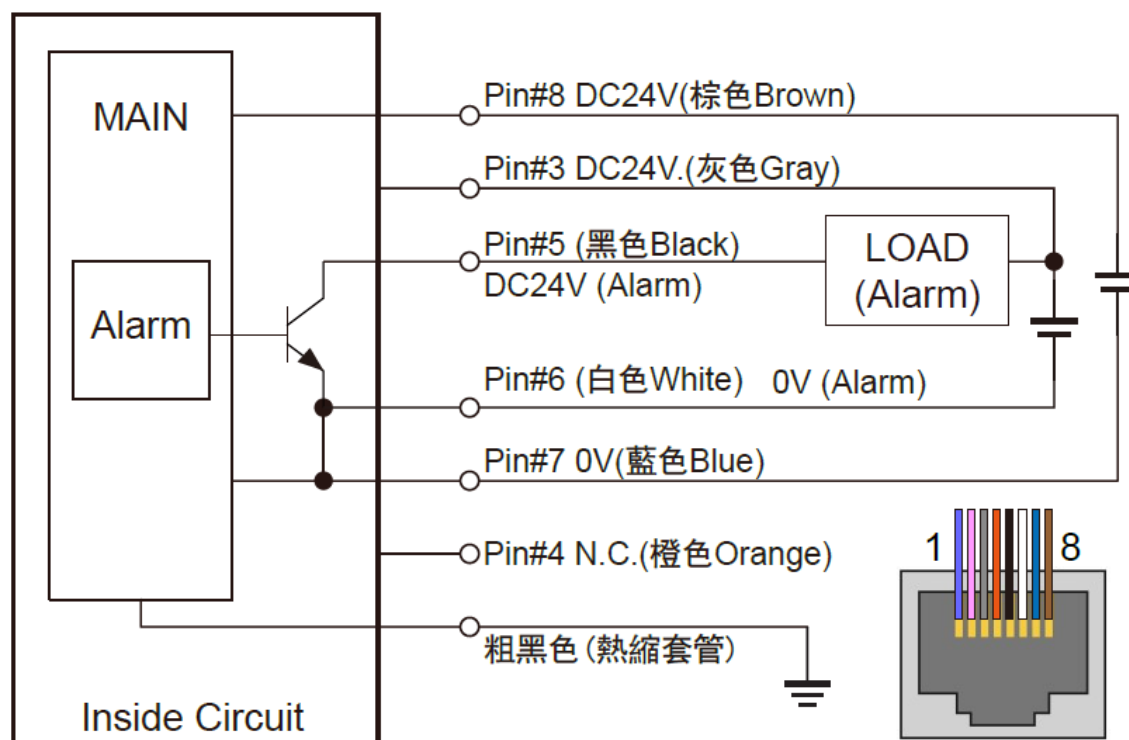 MAIN
Alarm
Inside Circuit
Pin#8 DC24V(棕色Brown)
Pin#3 DC24V.(灰色Gray)
Pin#5 (黑色Black)
DC24V (Alarm)
LOAD
(Alarm)
Pin#6 (白色White) 0V (Alarm)
Pin#7 0V(藍色Blue)
Pin#4 N.C.(橙色Orange)
粗黑色 (熱縮套管)
1
8